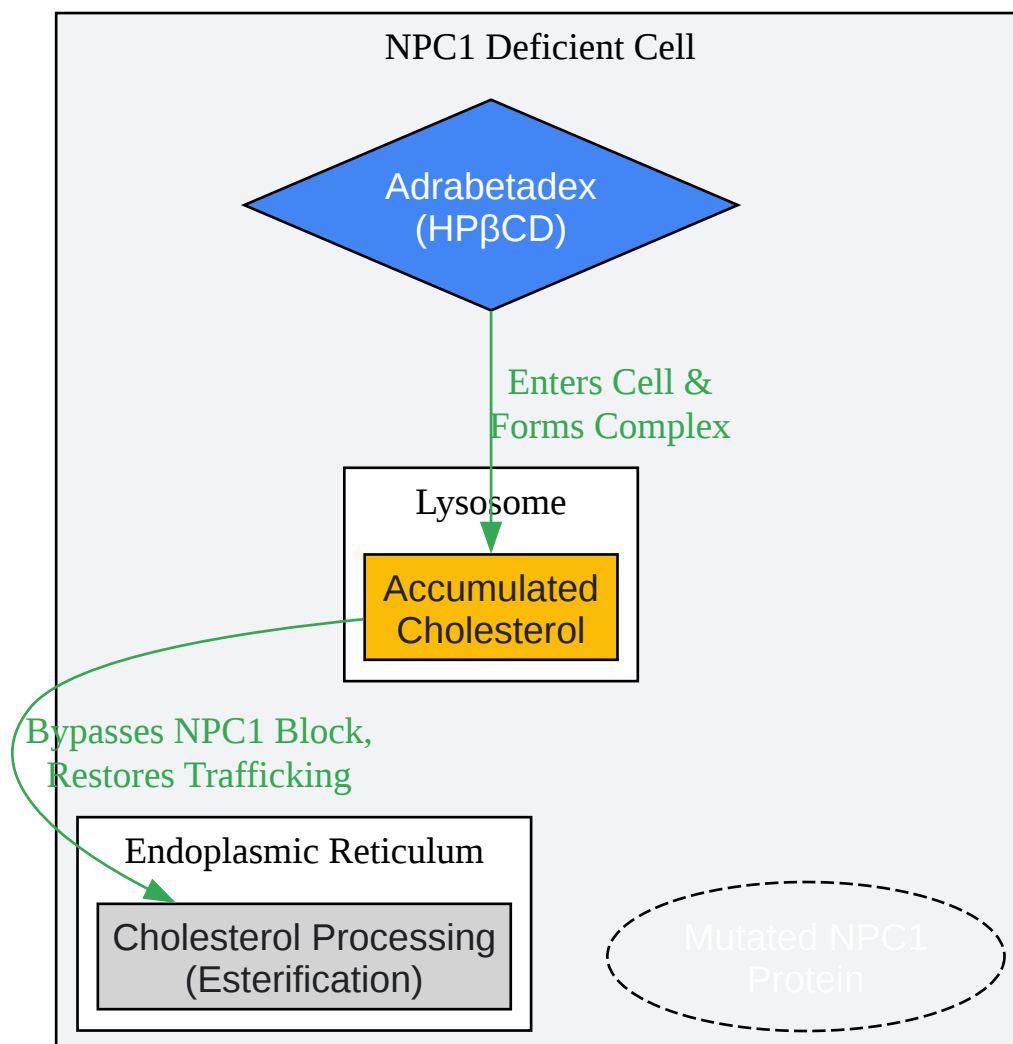 NPC1 Deficient Cell
Adrabetadex
(HPβCD)
Enters Cell &
Forms Complex
Lysosome
Accumulated
Cholesterol
Bypasses NPC1 Block,
Restores Trafficking
Endoplasmic Reticulum
Cholesterol Processing
(Esterification)
Mutated NPC1
Protein